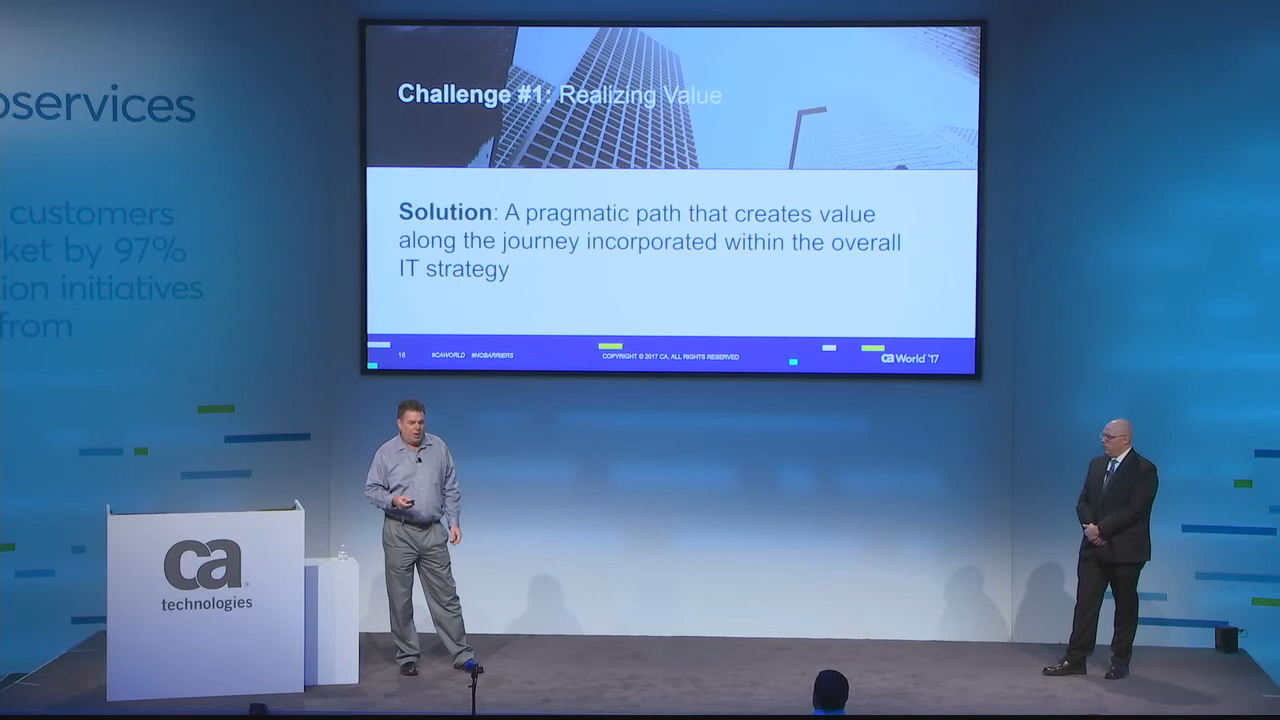 oservices
customers
ket by 97%
ion initiatives
from
Challenge #1: Realizing Value
Solution: A pragmatic path that creates value
along the journey incorporated within the overall
IT strategy
16 #CAWORLD #NOBARRIERS COPYRIGHT © 2017 CA, ALL RIGHTS RESERVED ca World '17
ca
technologies